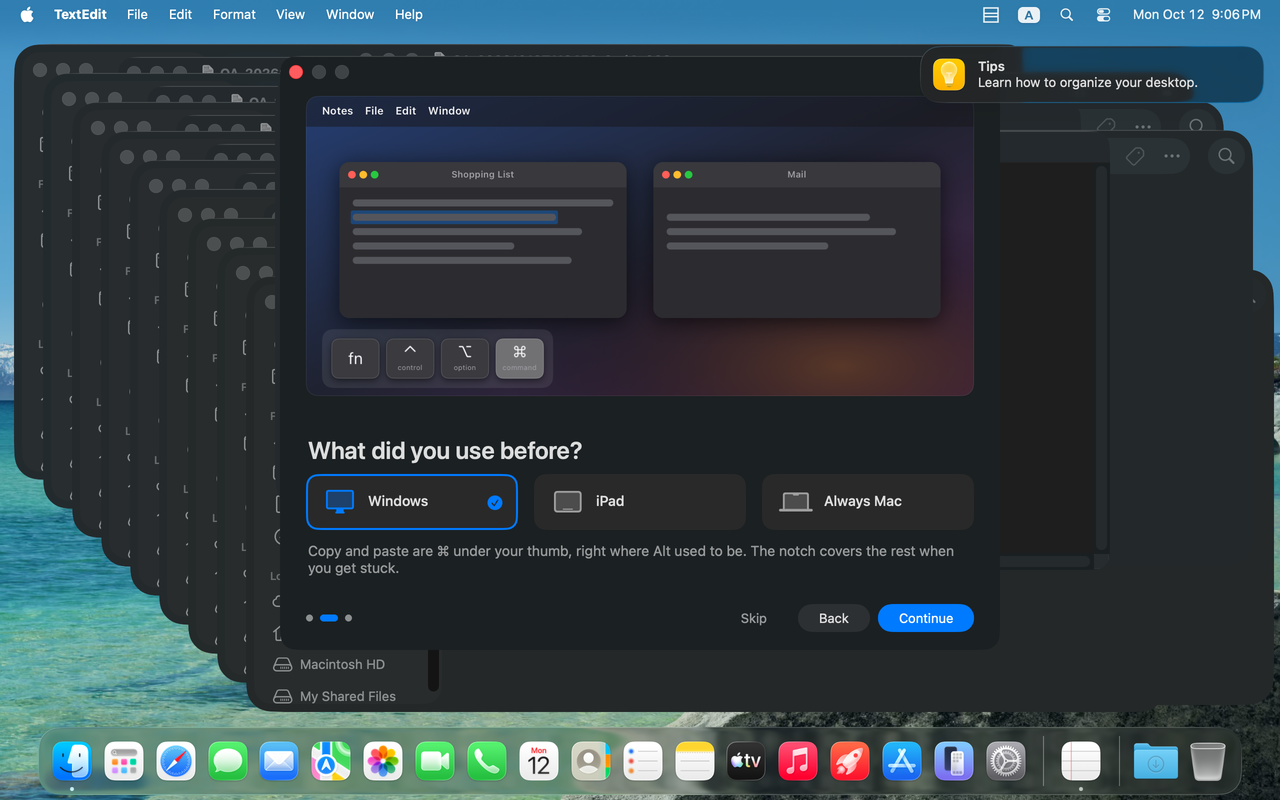 TextEdit File Edit Format View Window Help
A
Mon Oct 12 9:06 PM
Tips
Learn how to organize your desktop.
Notes File Edit Window
Shopping List
Mail
fn
control
option
command
What did you use before?
Windows
iPad
Always Mac
Copy and paste are ⌘ under your thumb, right where Alt used to be. The notch covers the rest when
you get stuck.
Skip
Back
Continue
Macintosh HD
My Shared Files
Mon
12
tv